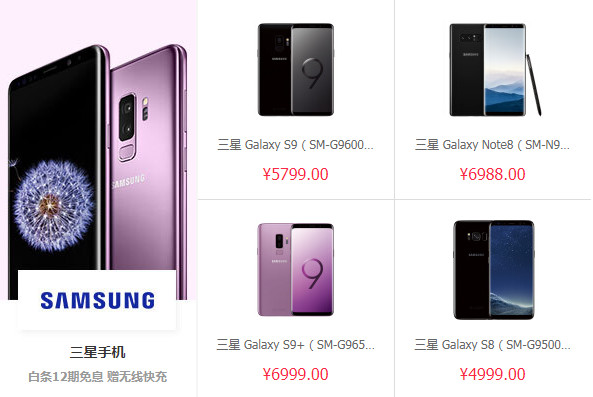 SAMSUNG
SAMSUNG
三星手机
白条12期免息 赠无线快充
三星 Galaxy S9 ( SM-G9600...
¥5799.00
三星 Galaxy Note8 ( SM-N9...
¥6988.00
三星 Galaxy S9+ ( SM-G965...
¥6999.00
三星 Galaxy S8 ( SM-G9500...
¥4999.00